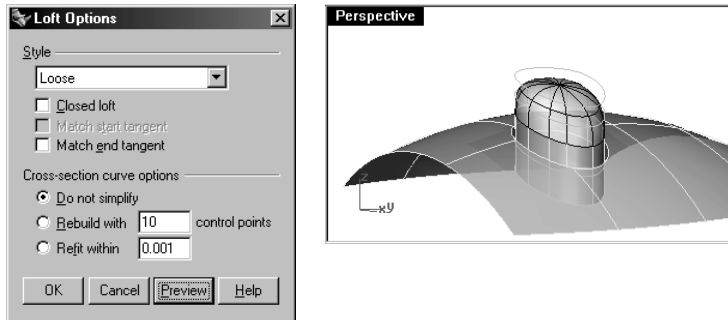 Loft Options
Style
Loose
Closed loft
Match start tangent
Match end tangent
Cross-section curve options
Do not simplify
Rebuild with 10 control points
Refit within 0.001
OK Cancel Preview Help
Perspective
z
x y